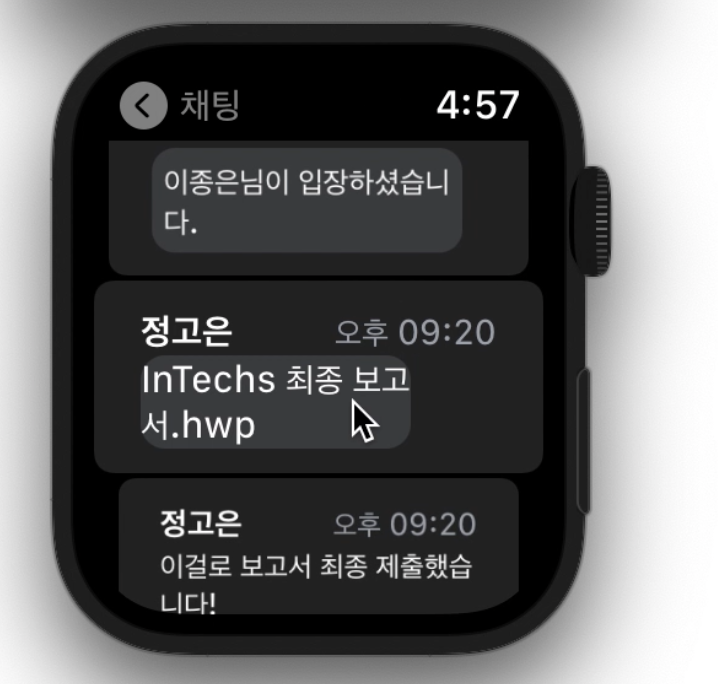 채팅 4:57
이종은님이 입장하셨습니
다.
정고은 오후 09:20
InTechs 최종 보고
서.hwp
정고은 오후 09:20
이걸로 보고서 최종 제출했습
니다!